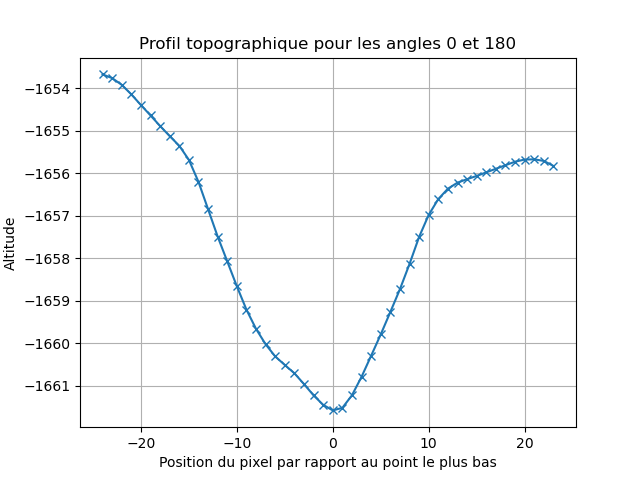 Profil topographique pour les angles 0 et 180
Altitude
−1654
−1655
−1656
−1657
−1658
−1659
−1660
−1661
−20 −10 0 10 20
Position du pixel par rapport au point le plus bas